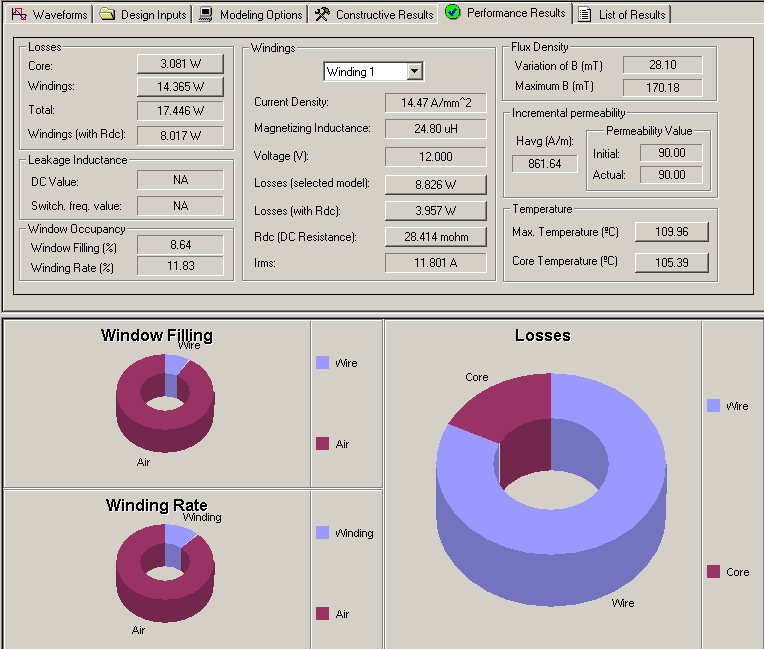 Waveforms Design Inputs Modeling Options Constructive Results Performance Results List of Results
Losses
Core: 3.081 W
Windings: 14.365 W
Total: 17.446 W
Windings (with Rdc): 8.017 W
Leakage Inductance
DC Value: NA
Switch. freq. value: NA
Window Occupancy
Window Filling (%) 8.64
Winding Rate (%) 11.83
Windings
Winding 1
Current Density: 14.47 A/mm^2
Magnetizing Inductance: 24.80 uH
Voltage (V): 12.000
Losses (selected model): 8.826 W
Losses (with Rdc): 3.957 W
Rdc (DC Resistance): 28.414 mohm
Irms: 11.801 A
Flux Density
Variation of B (mT) 28.10
Maximum B (mT) 170.18
Incremental permeability
Havg (A/m):
861.64
Permeability Value
Initial: 90.00
Actual: 90.00
Temperature
Max. Temperature (ºC) 109.96
Core Temperature (ºC) 105.39
Window Filling
Wire
Air
Wire
Air
Winding Rate
Winding
Air
Winding
Air
Losses
Core
Wire
Wire
Core